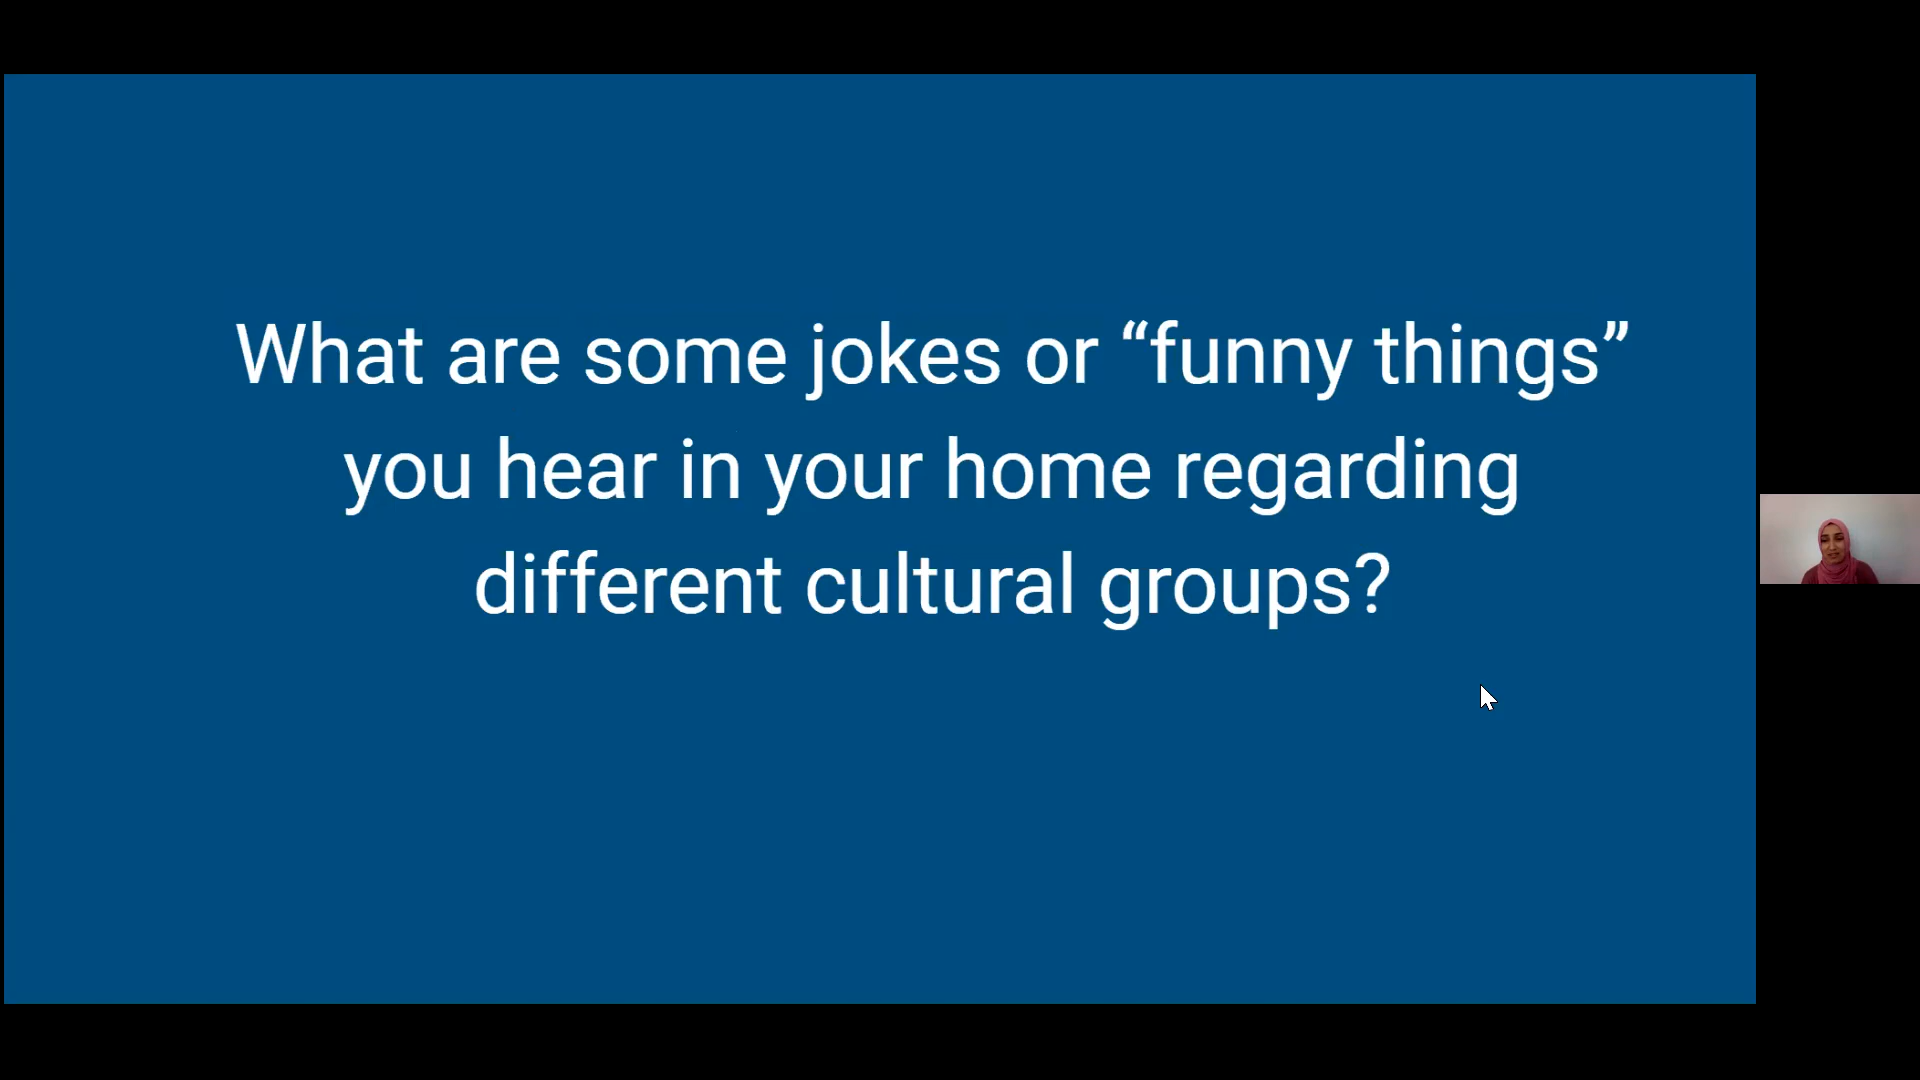 What are some jokes or “funny things”
you hear in your home regarding
different cultural groups?